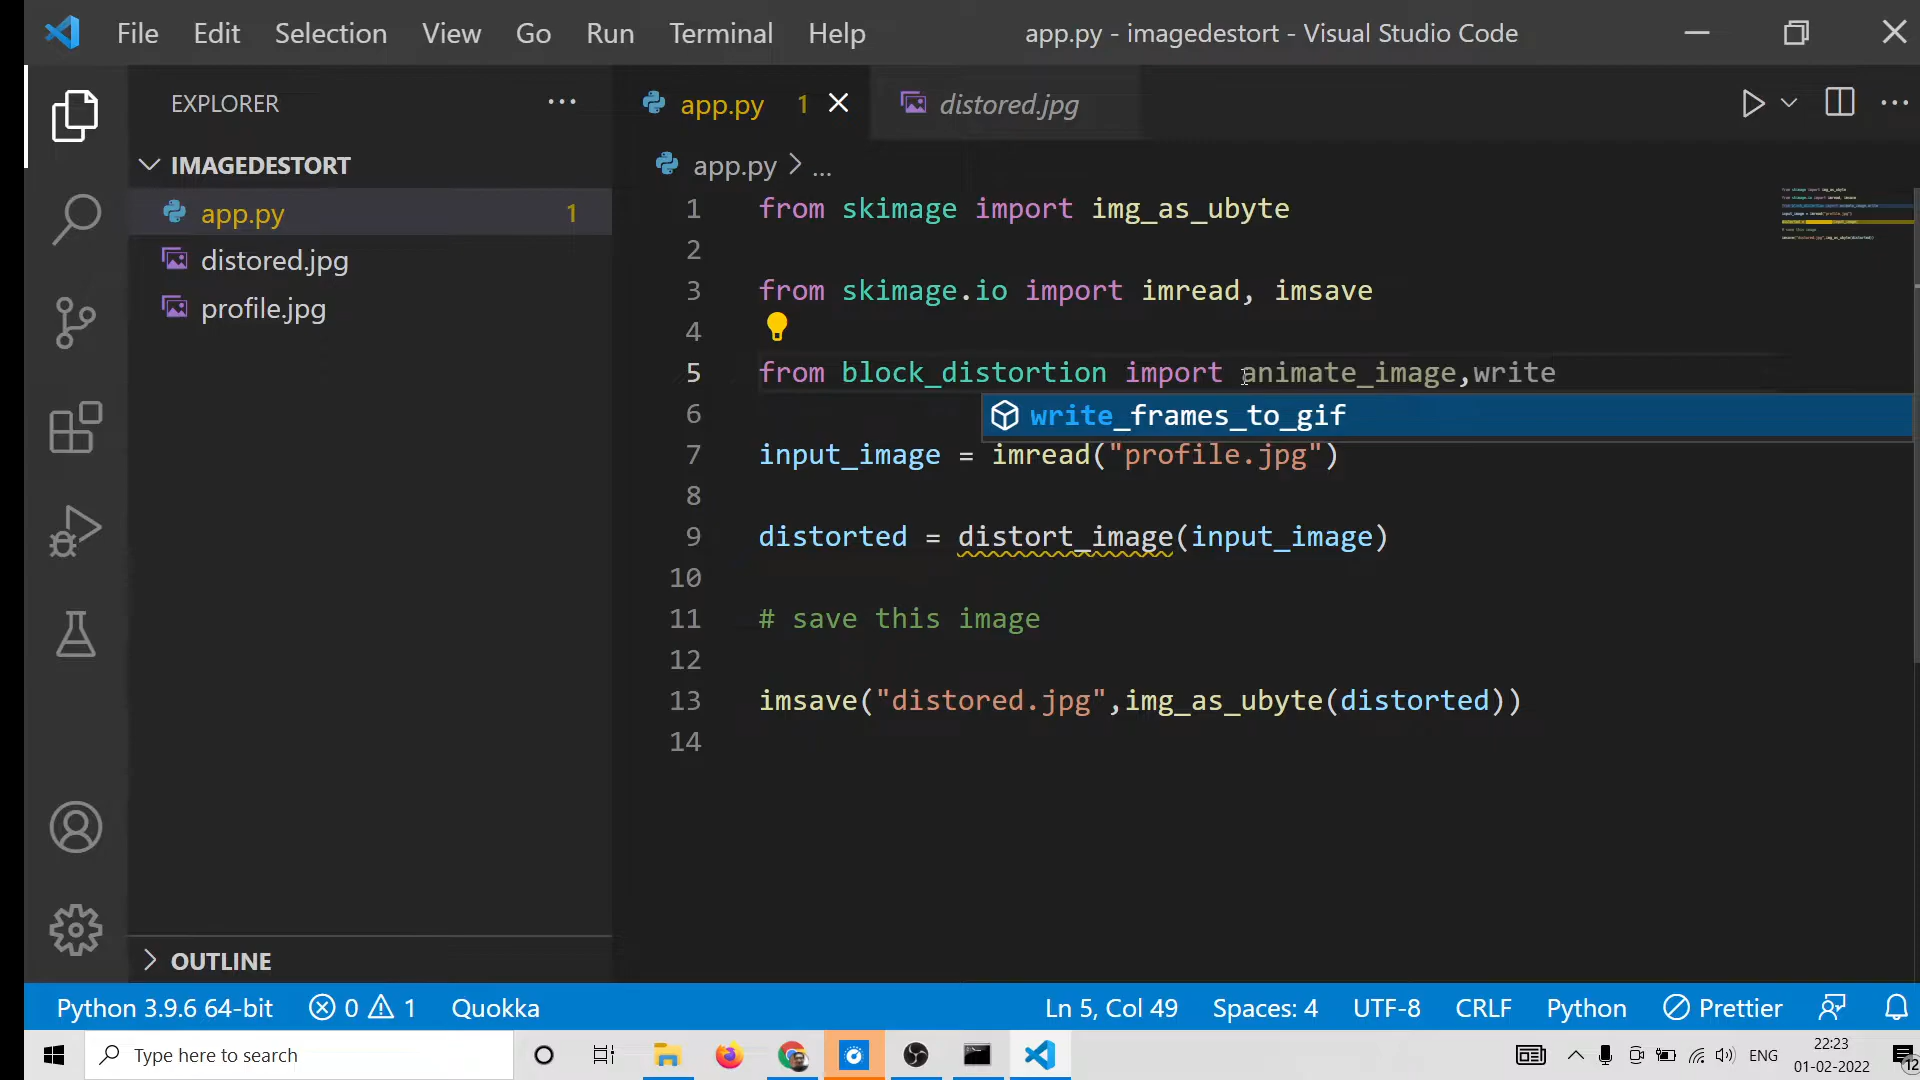 File Edit Selection View Go Run Terminal Help app.py - imagedestort - Visual Studio Code
EXPLORER
IMAGEDESTORT
app.py 1
distored.jpg
profile.jpg
OUTLINE
app.py 1 distored.jpg
app.py > ...
1 from skimage import img_as_ubyte
2
3 from skimage.io import imread, imsave
4
5 from block_distortion import animate_image,write
write_frames_to_gif
6
7 input_image = imread("profile.jpg")
8
9 distorted = distort_image(input_image)
10
11 # save this image
12
13 imsave("distored.jpg",img_as_ubyte(distorted))
14
Python 3.9.6 64-bit 0 1 Quokka Ln 5, Col 49 Spaces: 4 UTF-8 CRLF Python Prettier
Type here to search ENG 22:23
01-02-2022 12